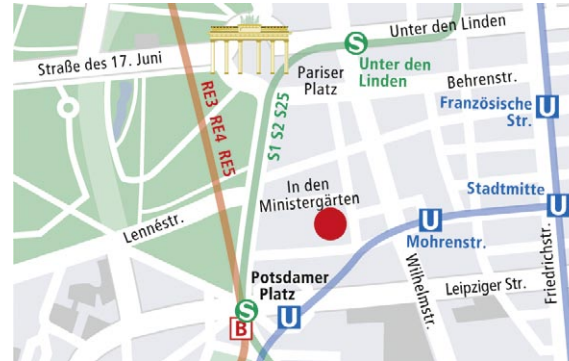 Unter den Linden
Straße des 17. Juni
S
Unter den
Linden
Pariser
Platz
Behrenstr.
Französische
Str.
U
RE3 RE4 RE5
S1 S2 S25
In den
Ministergärten
Stadtmitte
U
U
Mohrenstr.
Lennéstr.
Wilhelmstr.
Friedrichstr.
Potsdamer
Platz
Leipziger Str.
S
B
U